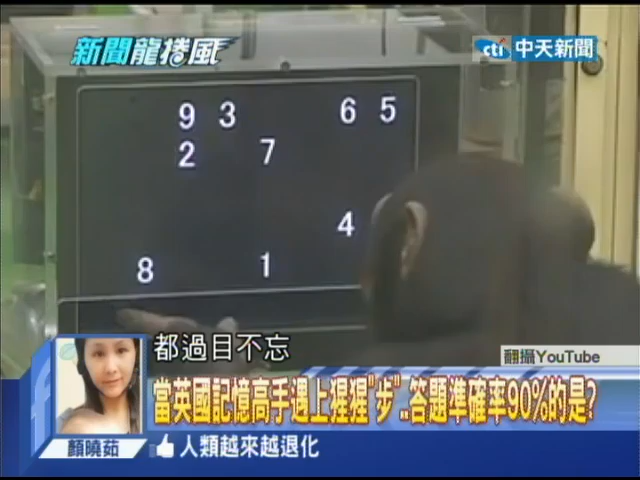 新聞龍捲風
cti 中天新聞
9 3 6 5
2 7
4
8 1
都過目不忘
翻攝YouTube
當英國記憶高手遇上猩猩"步"..答題準確率90%的是?
顏曉茹 人類越來越退化